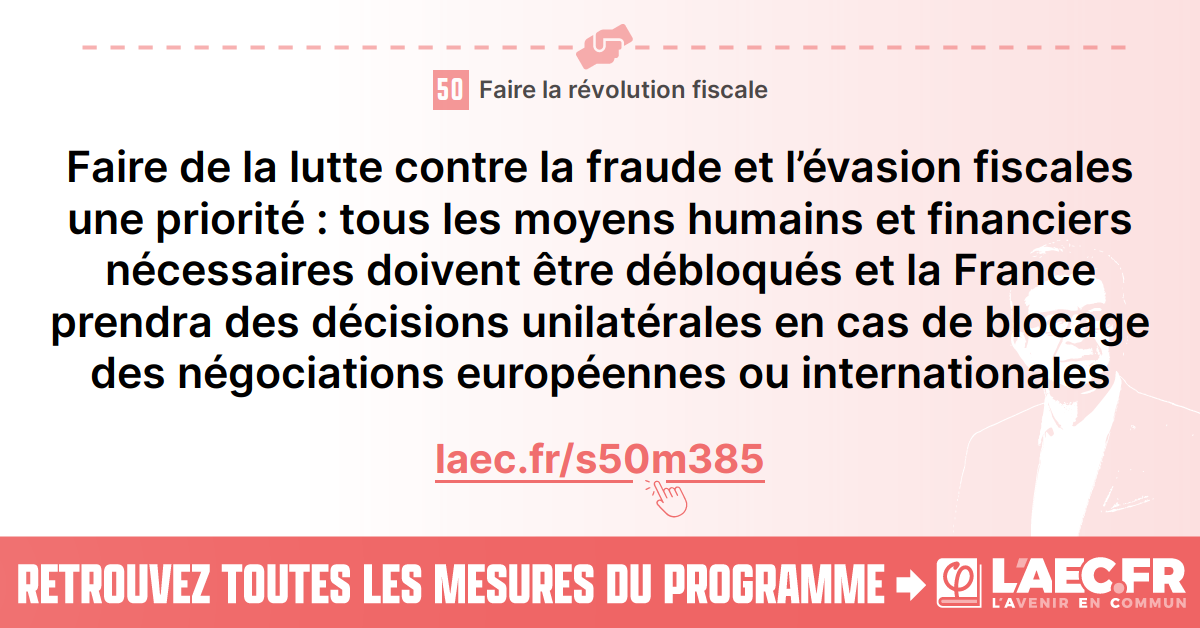 50 Faire la révolution fiscale
Faire de la lutte contre la fraude et l’évasion fiscales
une priorité : tous les moyens humains et financiers
nécessaires doivent être débloqués et la France
prendra des décisions unilatérales en cas de blocage
des négociations européennes ou internationales
laec.fr/s50m385
RETROUVEZ TOUTES LES MESURES DU PROGRAMME
φ
L'AEC.FR
L'AVENIR EN COMMUN